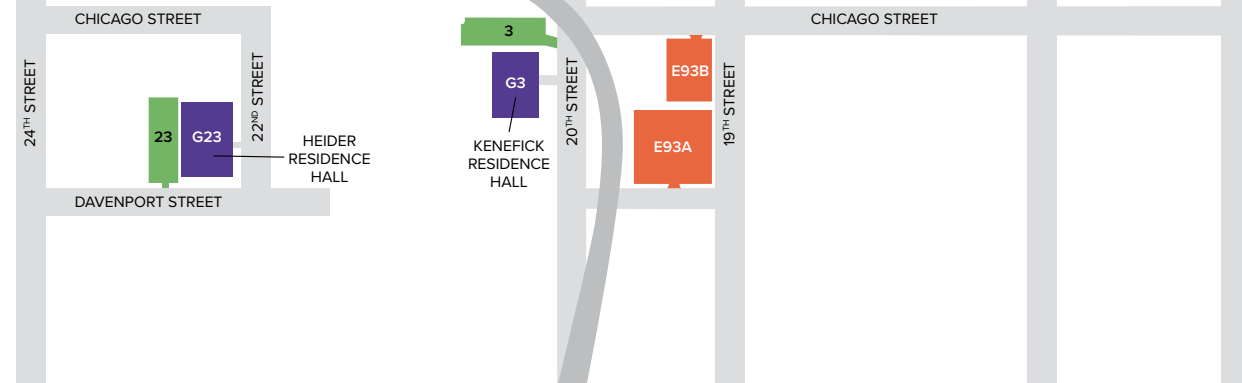 CHICAGO STREET
CHICAGO STREET
3
E93B
G3
24TH STREET
22ND STREET
20TH STREET
19TH STREET
23
G23
HEIDER
RESIDENCE
HALL
KENEFICK
RESIDENCE
HALL
E93A
DAVENPORT STREET